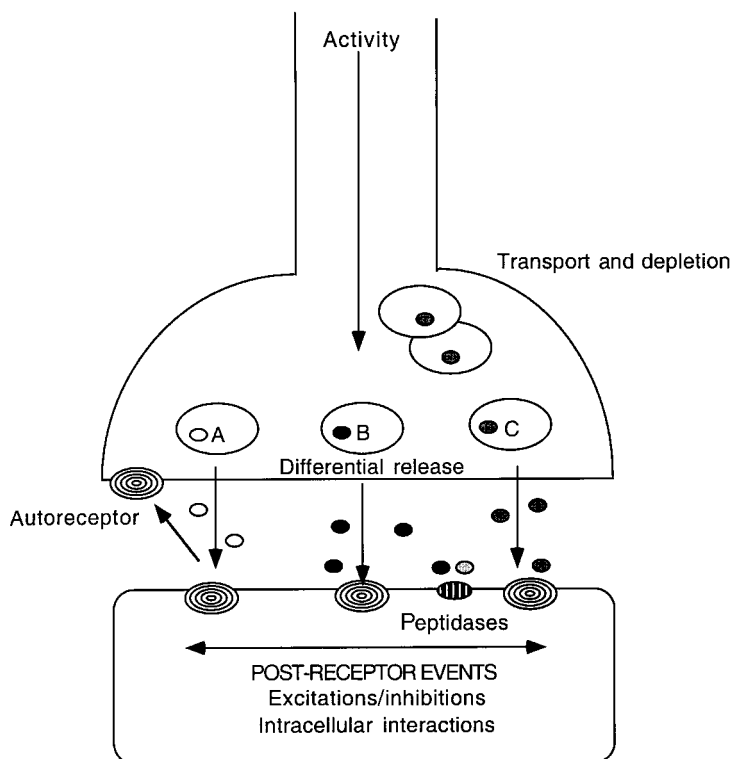 Activity
Transport and depletion
A
B
C
Differential release
Autoreceptor
Peptidases
POST-RECEPTOR EVENTS
Excitations/inhibitions
Intracellular interactions